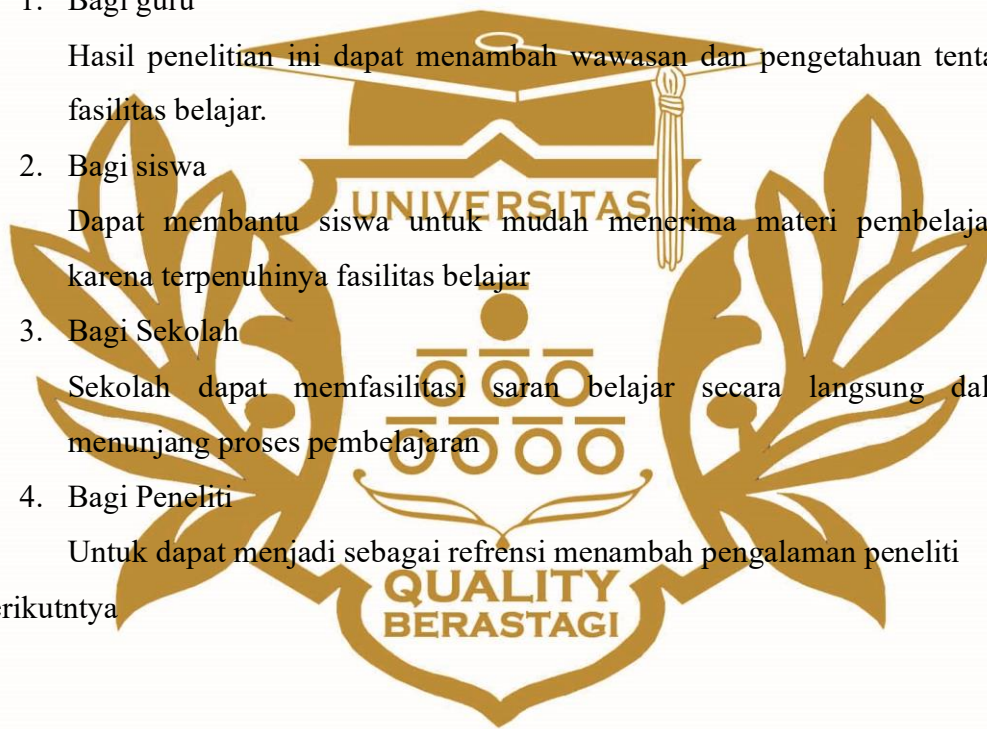 1. Bagi guru
Hasil penelitian ini dapat menambah wawasan dan pengetahuan tenta
fasilitas belajar.
2. Bagi siswa
Dapat membantu siswa untuk mudah menerima materi pembelaja
karena terpenuhinya fasilitas belajar
3. Bagi Sekolah
Sekolah dapat memfasilitasi saran belajar secara langsung dal
menunjang proses pembelajaran
4. Bagi Peneliti
Untuk dapat menjadi sebagai refrensi menambah pengalaman peneliti
erikutntya
UNIVERSITAS
QUALITY
BERASTAGI